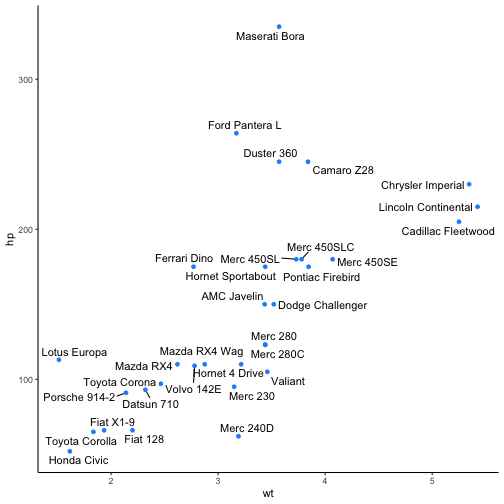 Maserati Bora
300
Ford Pantera L
Duster 360
Camaro Z28
Chrysler Imperial
Lincoln Continental
Cadillac Fleetwood
200
hp
Merc 450SLC
Ferrari Dino
Merc 450SL
Merc 450SE
Hornet Sportabout
Pontiac Firebird
AMC Javelin
Dodge Challenger
Merc 280
Lotus Europa
Mazda RX4 Wag
Merc 280C
Mazda RX4
Hornet 4 Drive
100
Toyota Corona
Valiant
Volvo 142E
Porsche 914-2
Merc 230
Datsun 710
Fiat X1-9
Merc 240D
Toyota Corolla
Fiat 128
Honda Civic
2
3
4
5
wt